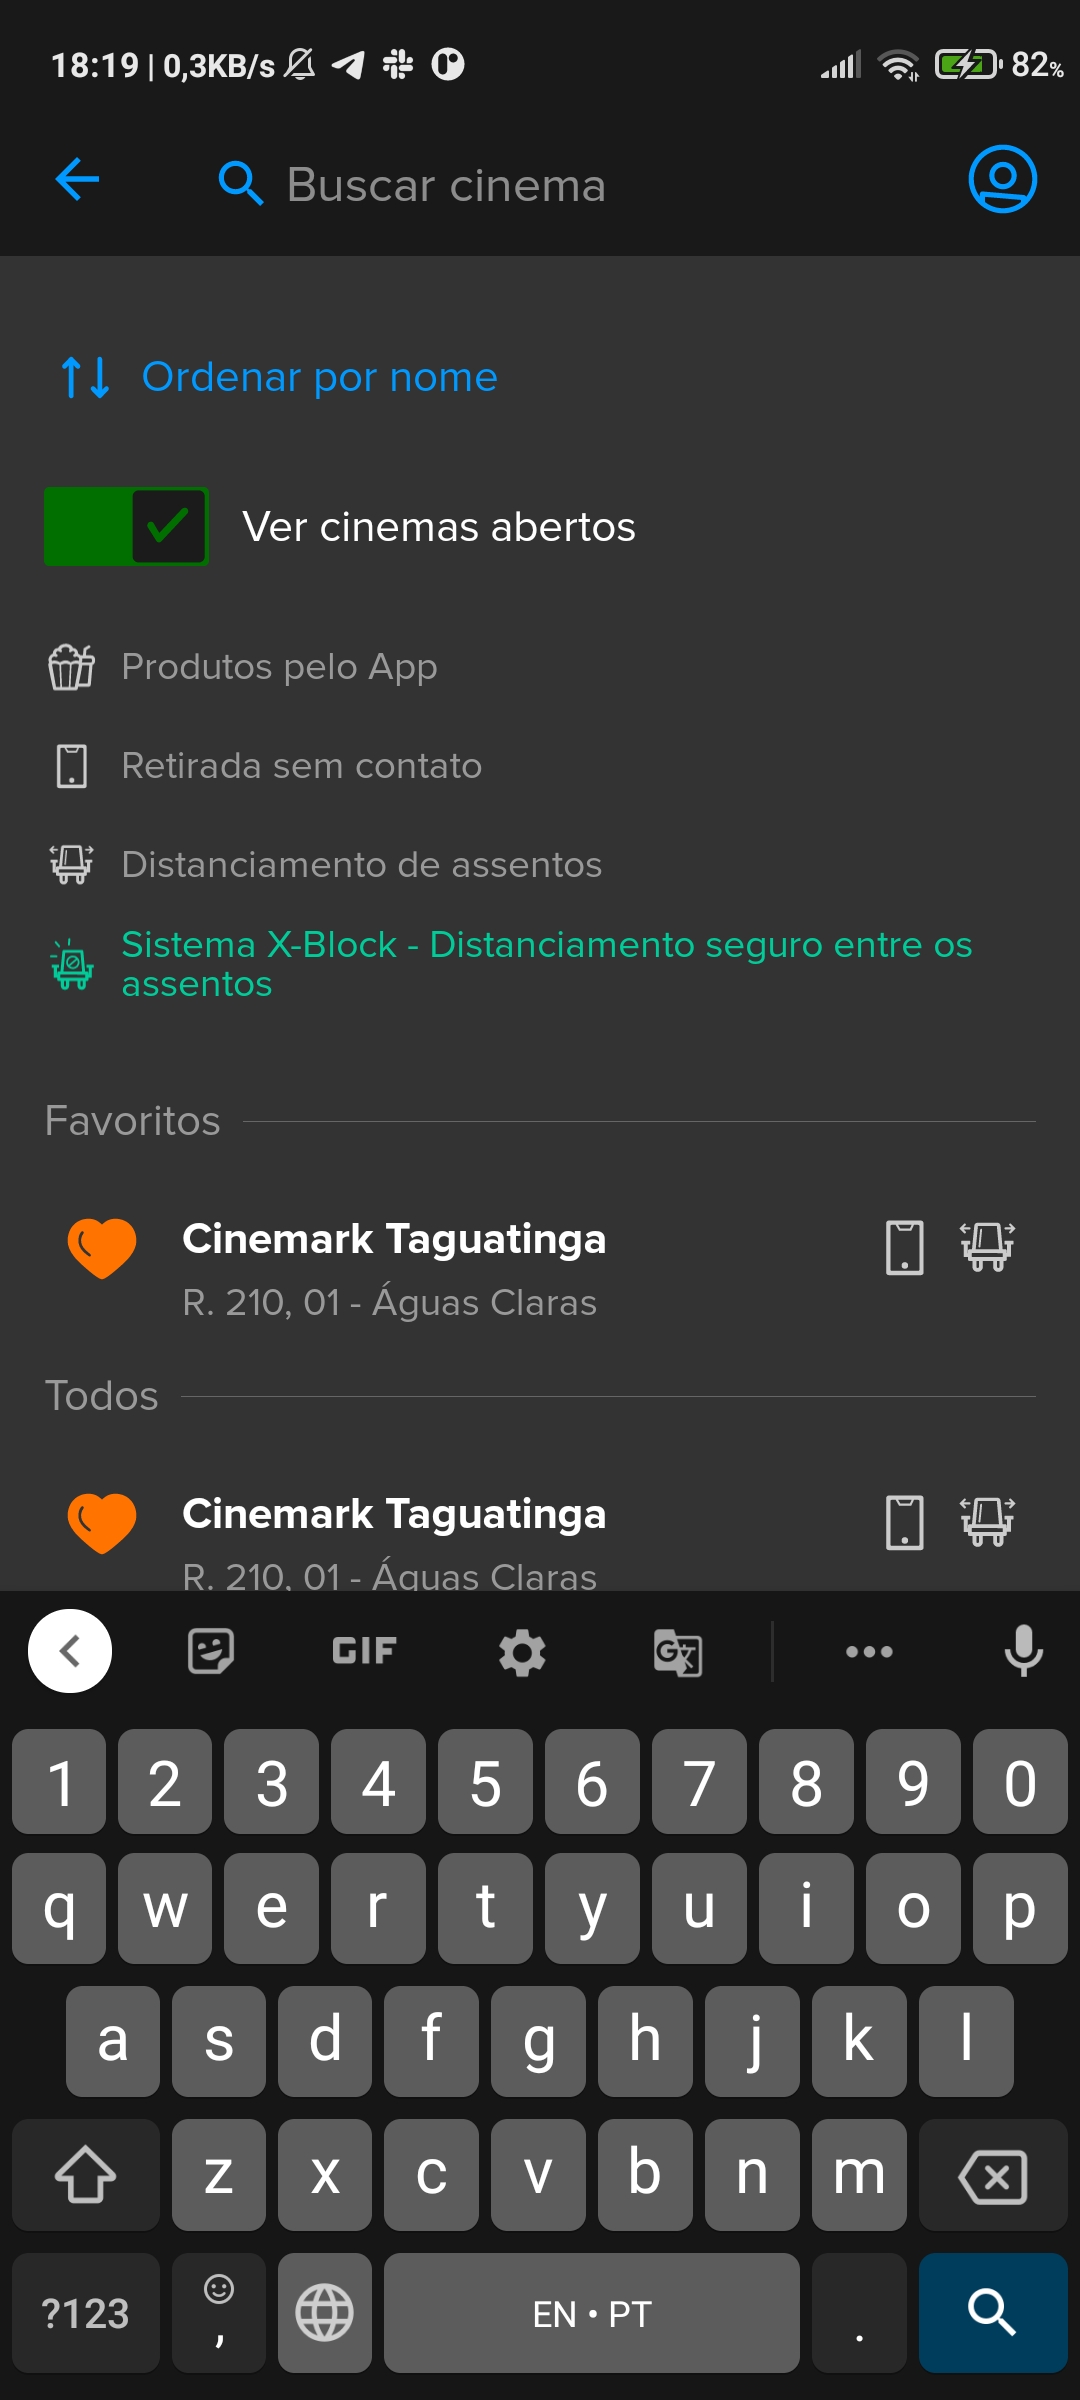 18:19 | 0,3KB/s 82%
Buscar cinema
Ordenar por nome
Ver cinemas abertos
Produtos pelo App
Retirada sem contato
Distanciamento de assentos
Sistema X-Block - Distanciamento seguro entre os
assentos
Favoritos
Cinemark Taguatinga
R. 210, 01 - Águas Claras
Todos
Cinemark Taguatinga
R. 210, 01 - Águas Claras
GIF G
1 2 3 4 5 6 7 8 9 0
q w e r t y u i o p
a s d f g h j k l
z x c v b n m
?123 , EN • PT .